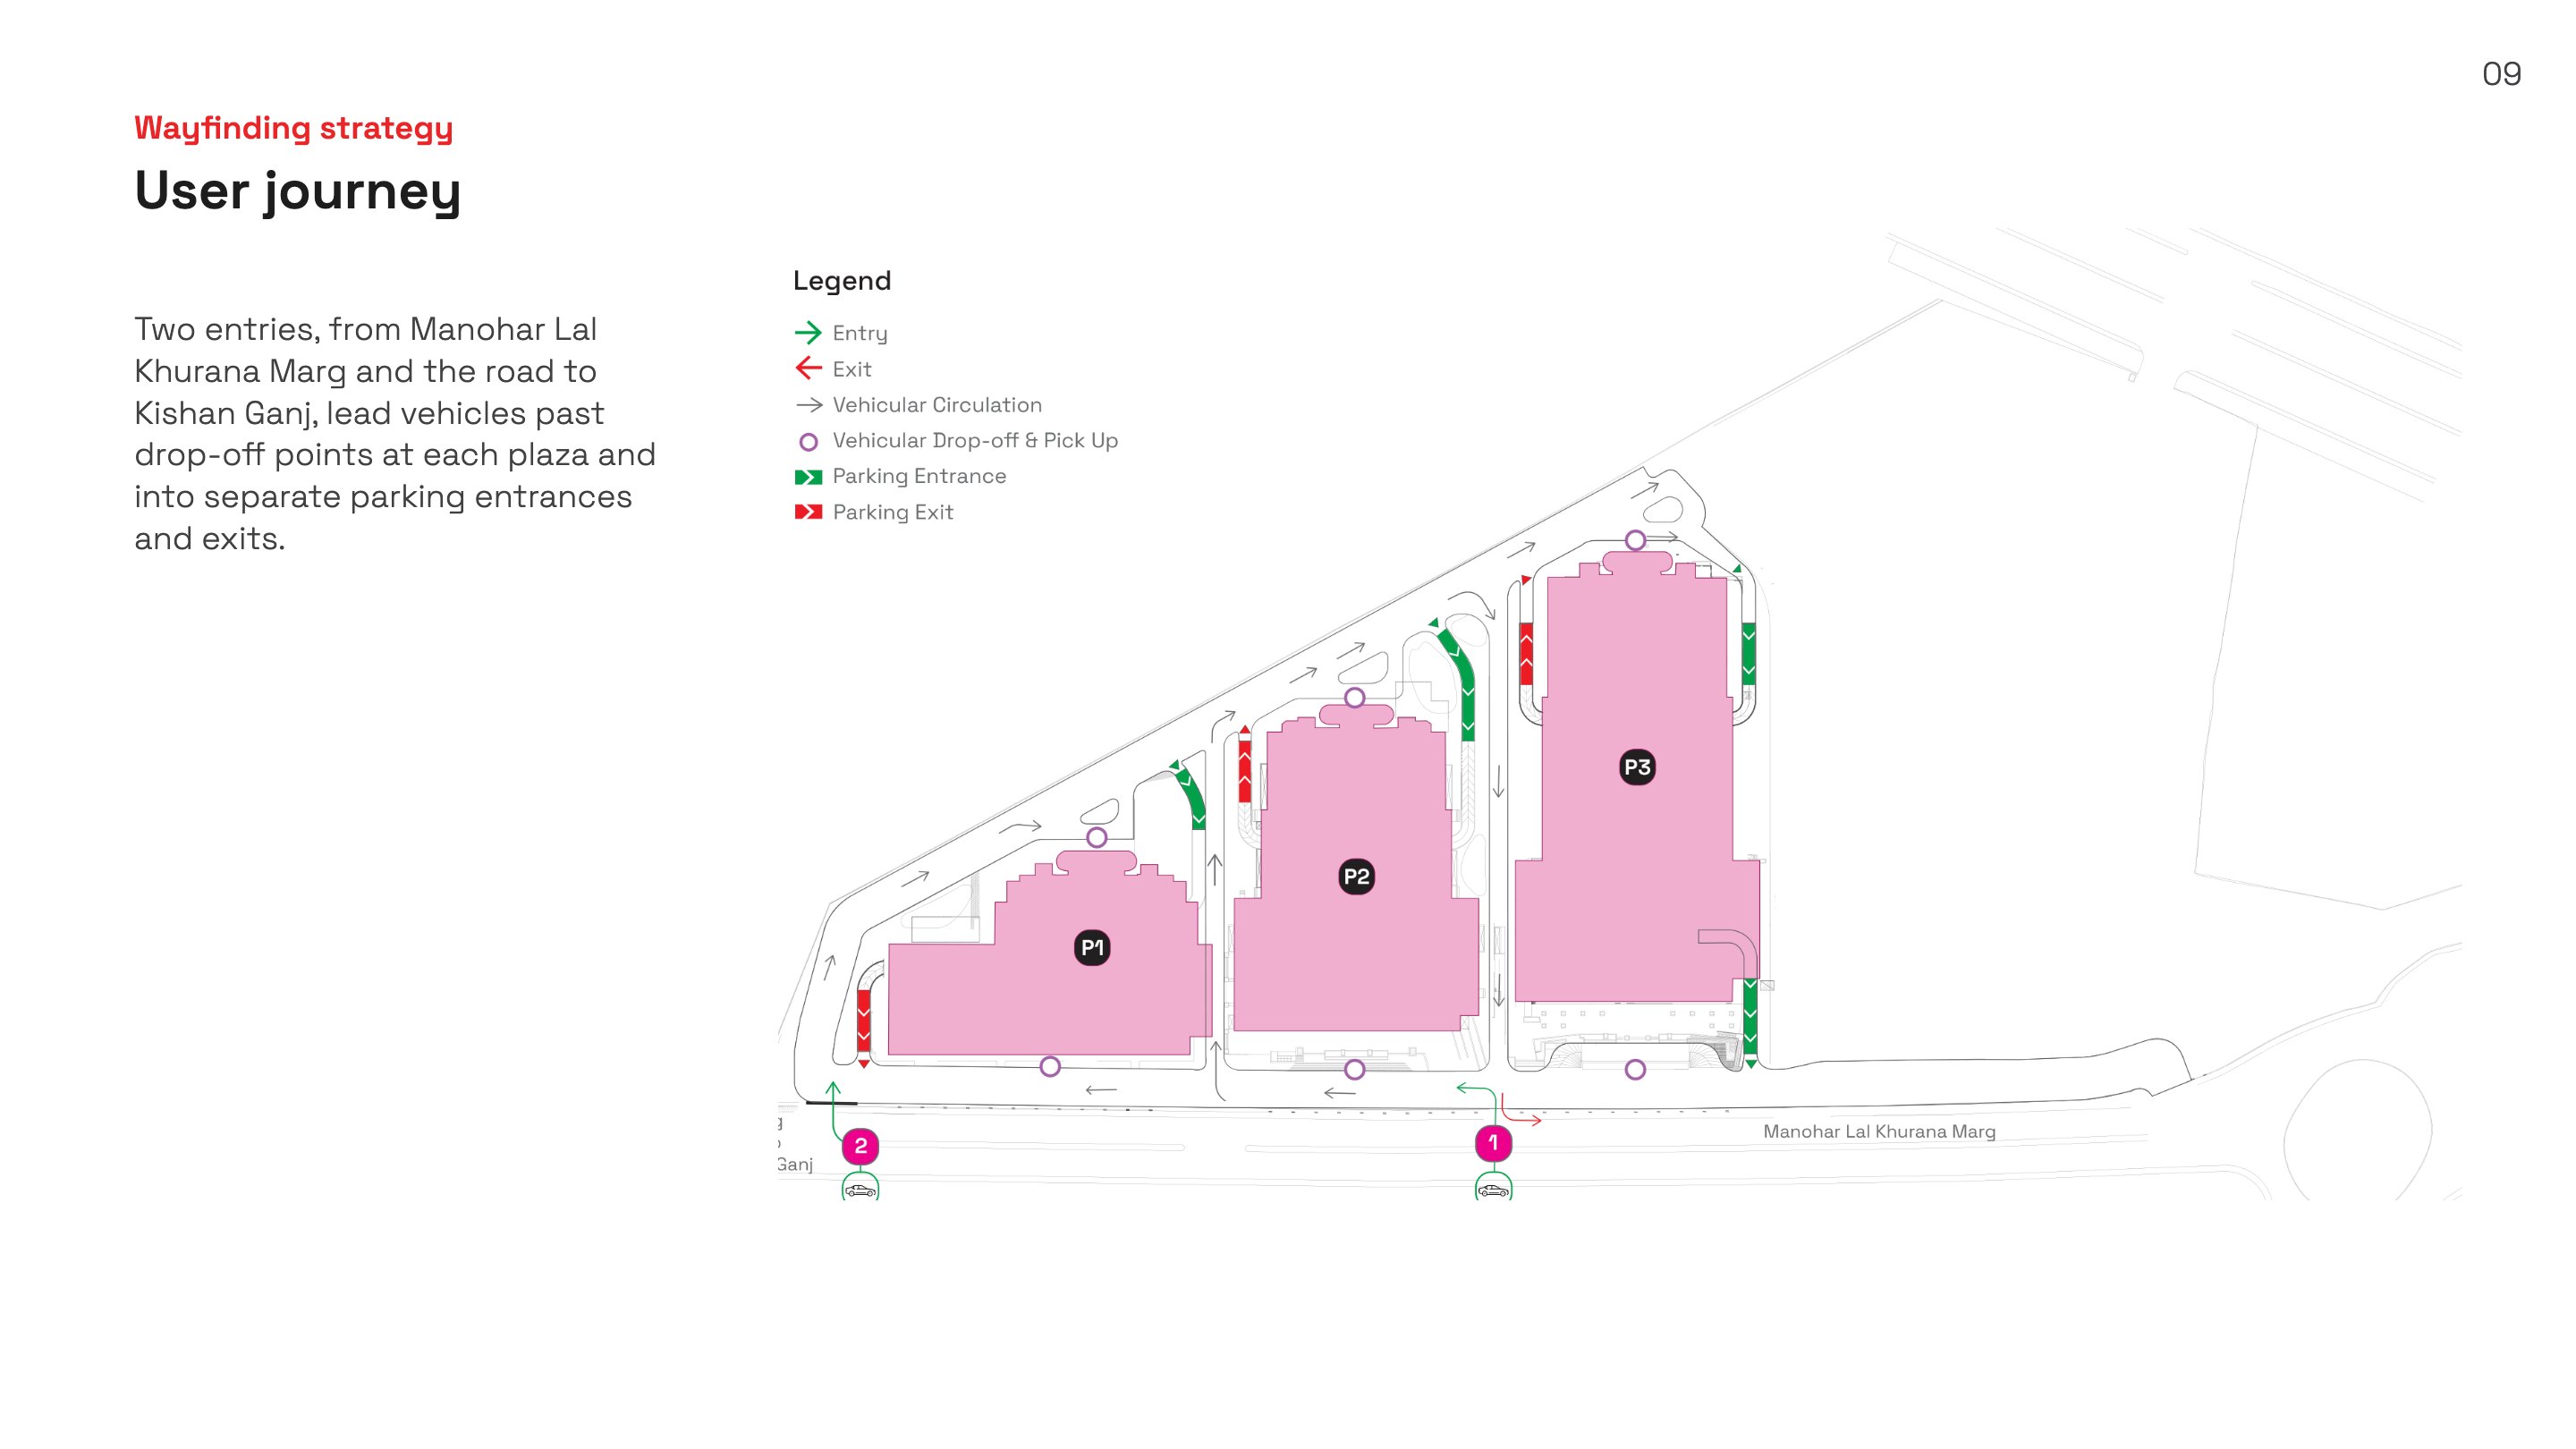 09
Wayfinding strategy
User journey
Two entries, from Manohar Lal
Khurana Marg and the road to
Kishan Ganj, lead vehicles past
drop-off points at each plaza and
into separate parking entrances
and exits.
Legend
Entry
Exit
Vehicular Circulation
Vehicular Drop-off & Pick Up
Parking Entrance
Parking Exit
P3
P2
P1
Manohar Lal Khurana Marg
2
1
Ganj